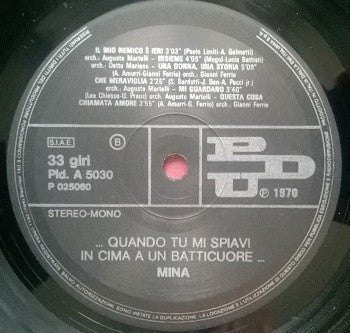 IL MIO NEMICO È IERI 3'03" (Paolo Limiti-A. Gelmetti)
orch.: Augusto Martelli - INSIEME 4'05" (Mogol-Lucio Battisti)
orch.: Detto Mariano - UNA DONNA, UNA STORIA 5'09"
(A. Amurri-Gianni Ferrio) orch.: Gianni Ferrio
CHE MERAVIGLIA 2'55" (S. Bardotti-J. Ben-A. Pecci jr.)
orch.: Augusto Martelli - MI GUARDANO 3'40"
(Leo Chiosso-U. Prous) orch.: Augusto Martelli - QUESTA COSA
CHIAMATA AMORE 3'55" (A. Amurri-G. Ferrio) orch.: Gianni Ferrio
S.I.A.E.
B
33 giri
Pld. A 5030
P 025060
PDU
℗ 1970
STEREO-MONO
... QUANDO TU MI SPIAVI
IN CIMA A UN BATTICUORE ...
MINA